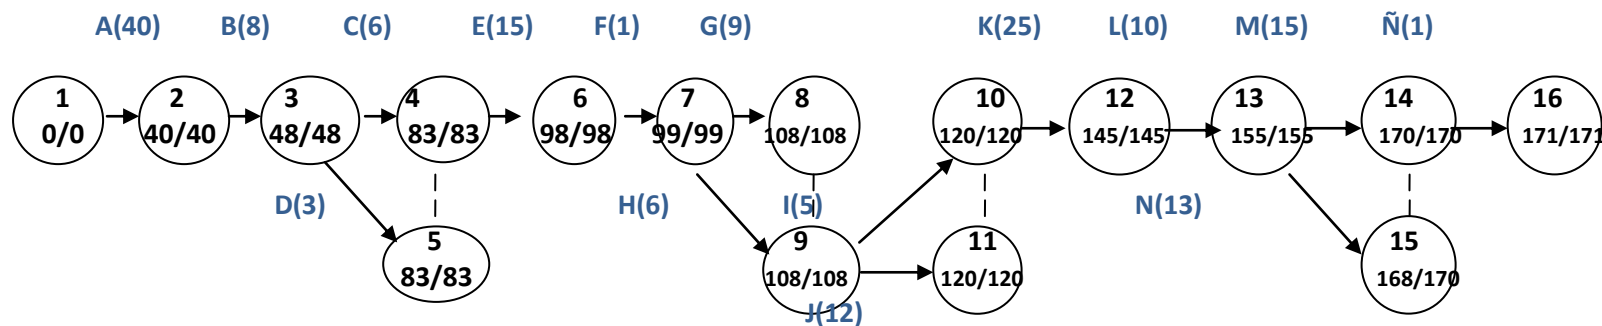 A(40) B(8) C(6) E(15) F(1) G(9) K(25) L(10) M(15) Ñ(1)
1 2 3 4 6 7 8 10 12 13 14 16
0/0 40/40 48/48 83/83 98/98 99/99 108/108 120/120 145/145 155/155 170/170 171/171
D(3) H(6) I(5) N(13)
5 9 11 15
83/83 108/108 120/120 168/170
J(12)